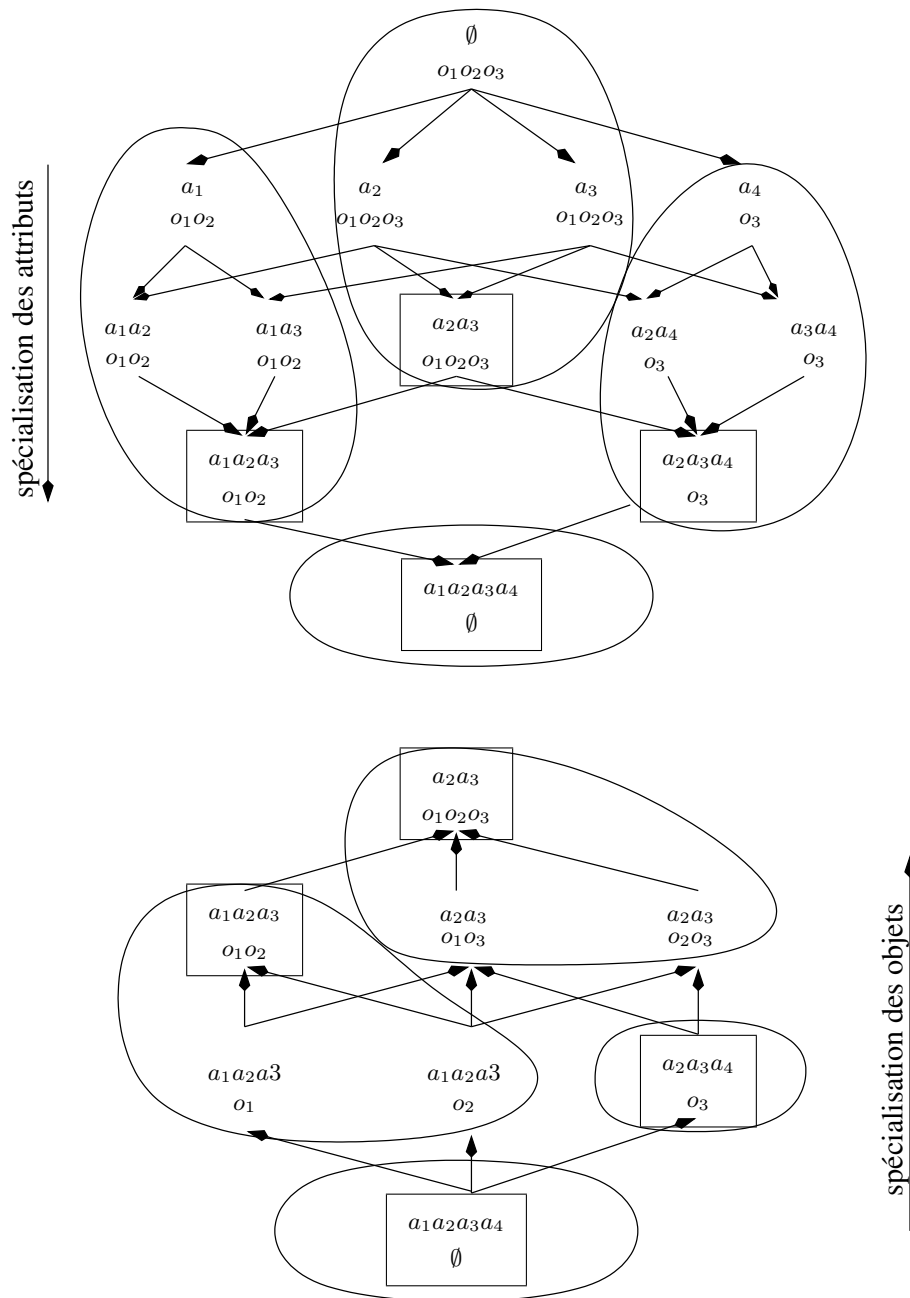 ∅
o₁o₂o₃
spécialisation des attributs
a₁ a₂ a₃ a₄
o₁o₂ o₁o₂o₃ o₁o₂o₃ o₃
a₁a₂ a₁a₃ a₂a₃ a₂a₄ a₃a₄
o₁o₂ o₁o₂ o₁o₂o₃ o₃ o₃
a₁a₂a₃ a₂a₃a₄
o₁o₂ o₃
a₁a₂a₃a₄
∅
a₂a₃
o₁o₂o₃
a₁a₂a₃ a₂a₃ a₂a₃
o₁o₂ o₁o₃ o₂o₃
spécialisation des objets
a₁a₂a3 a₁a₂a3 a₂a₃a₄
o₁ o₂ o₃
a₁a₂a₃a₄
∅